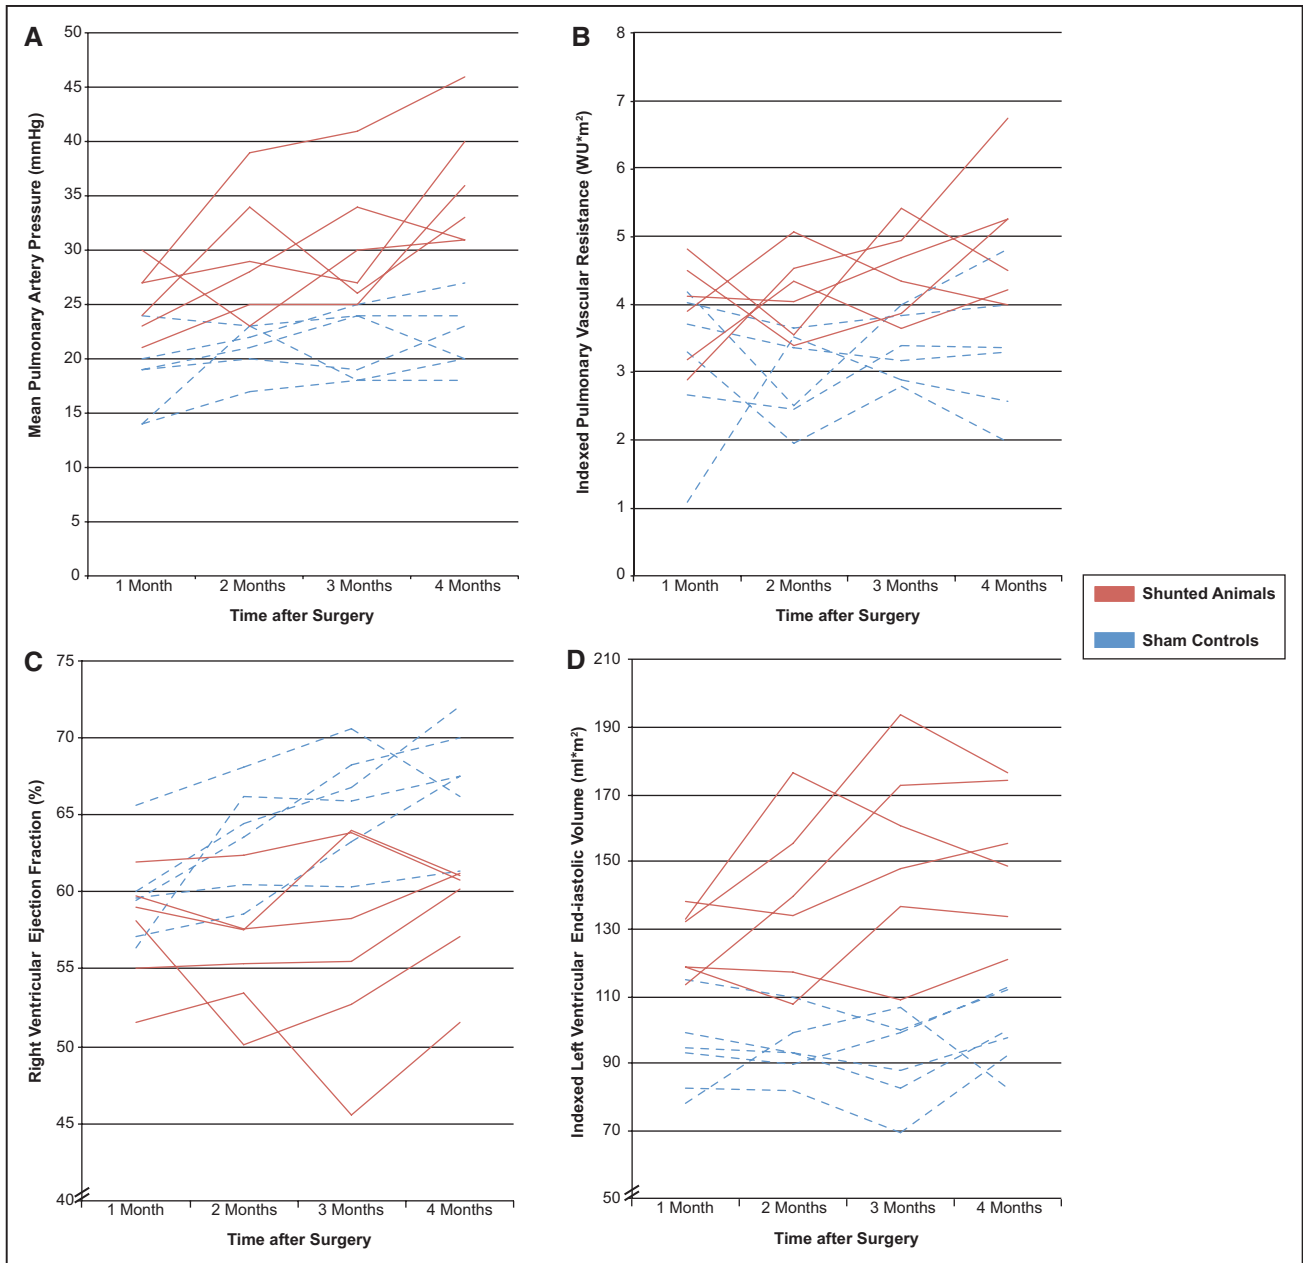 A
Mean Pulmonary Artery Pressure (mmHg)
50
45
40
35
30
25
20
15
10
5
0
1 Month 2 Months 3 Months 4 Months
Time after Surgery
B
Indexed Pulmonary Vascular Resistance (WU*m²)
8
7
6
5
4
3
2
1
0
1 Month 2 Months 3 Months 4 Months
Time after Surgery
Shunted Animals
Sham Controls
C
Right Ventricular Ejection Fraction (%)
75
70
65
60
55
50
45
40
1 Month 2 Months 3 Months 4 Months
Time after Surgery
D
Indexed Left Ventricular End-iastolic Volume (ml*m²)
210
190
170
150
130
110
90
70
50
1 Month 2 Months 3 Months 4 Months
Time after Surgery